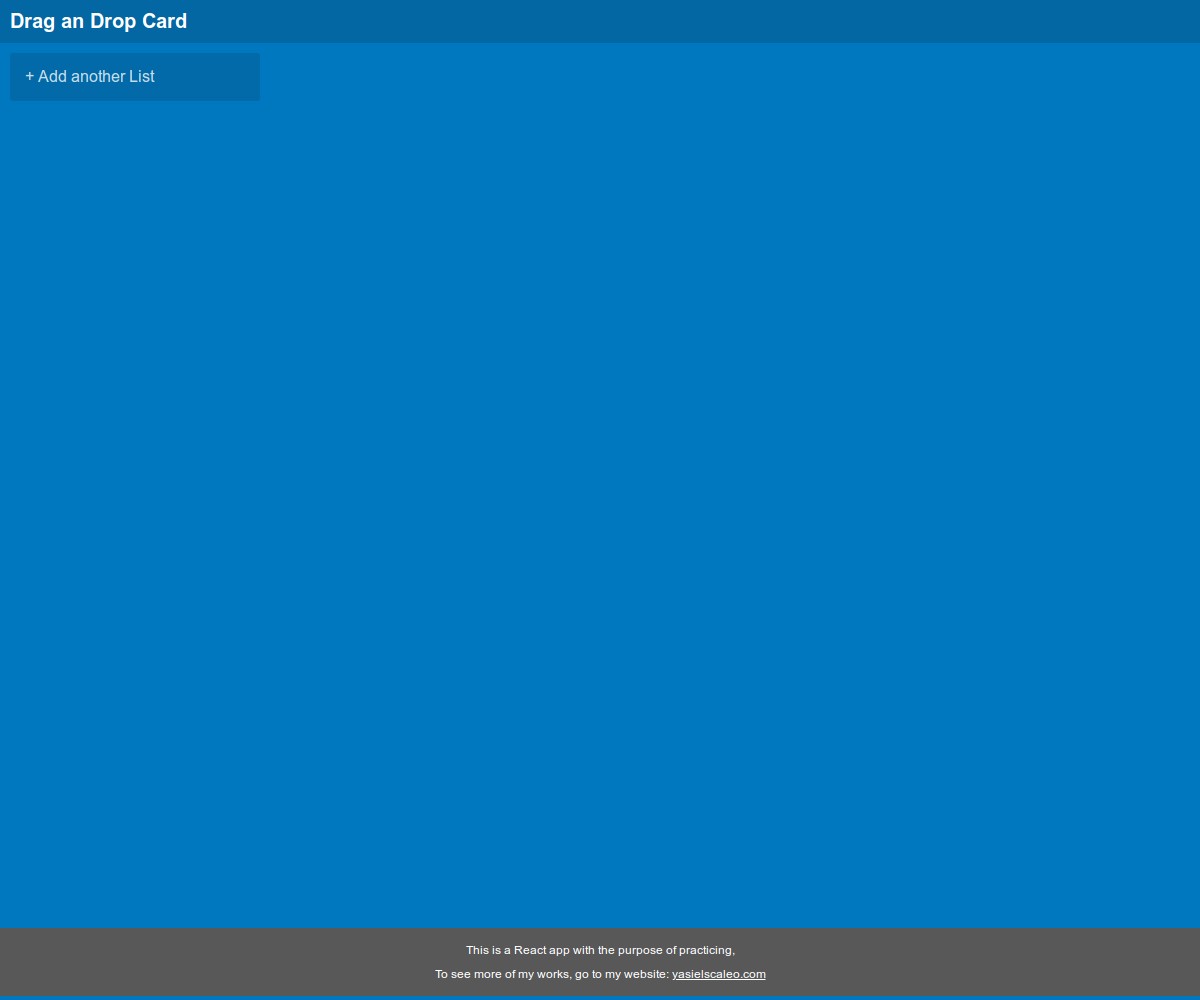 Drag an Drop Card
+ Add another List
This is a React app with the purpose of practicing,
To see more of my works, go to my website: yasielscaleo.com